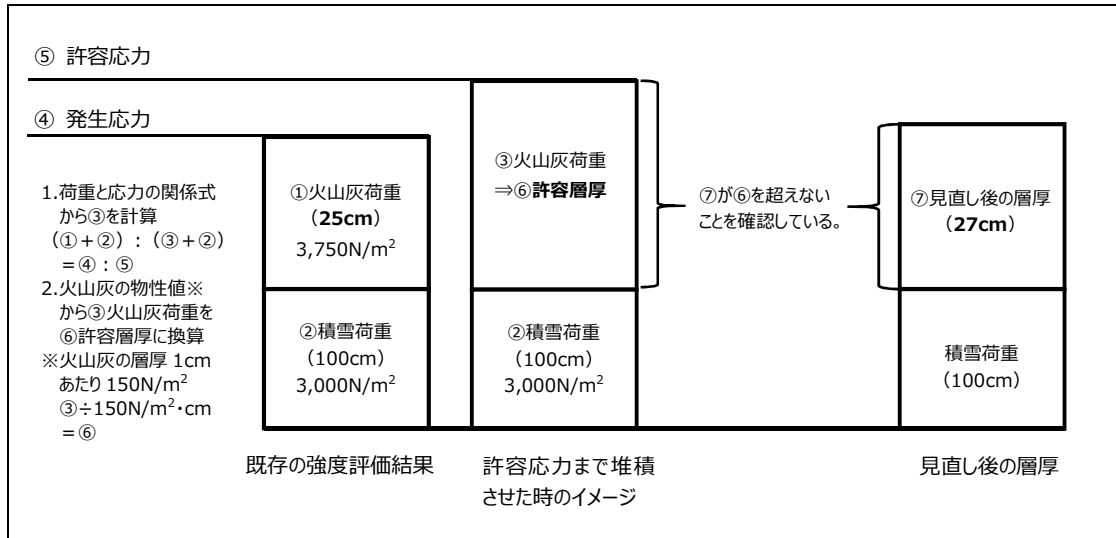 ⑤ 許容応力
④ 発生応力
1.荷重と応力の関係式
から③を計算
(①+②):(③+②)
=④:⑤
2.火山灰の物性値※
から③火山灰荷重を
⑥許容層厚に換算
※火山灰の層厚 1cm
あたり 150N/m²
③÷150N/m²・cm
=⑥
①火山灰荷重
(25cm)
3,750N/m²
②積雪荷重
(100cm)
3,000N/m²
既存の強度評価結果
③火山灰荷重
⇒⑥許容層厚
②積雪荷重
(100cm)
3,000N/m²
許容応力まで堆積
させた時のイメージ
⑦が⑥を超えない
ことを確認している。
⑦見直し後の層厚
(27cm)
積雪荷重
(100cm)
見直し後の層厚